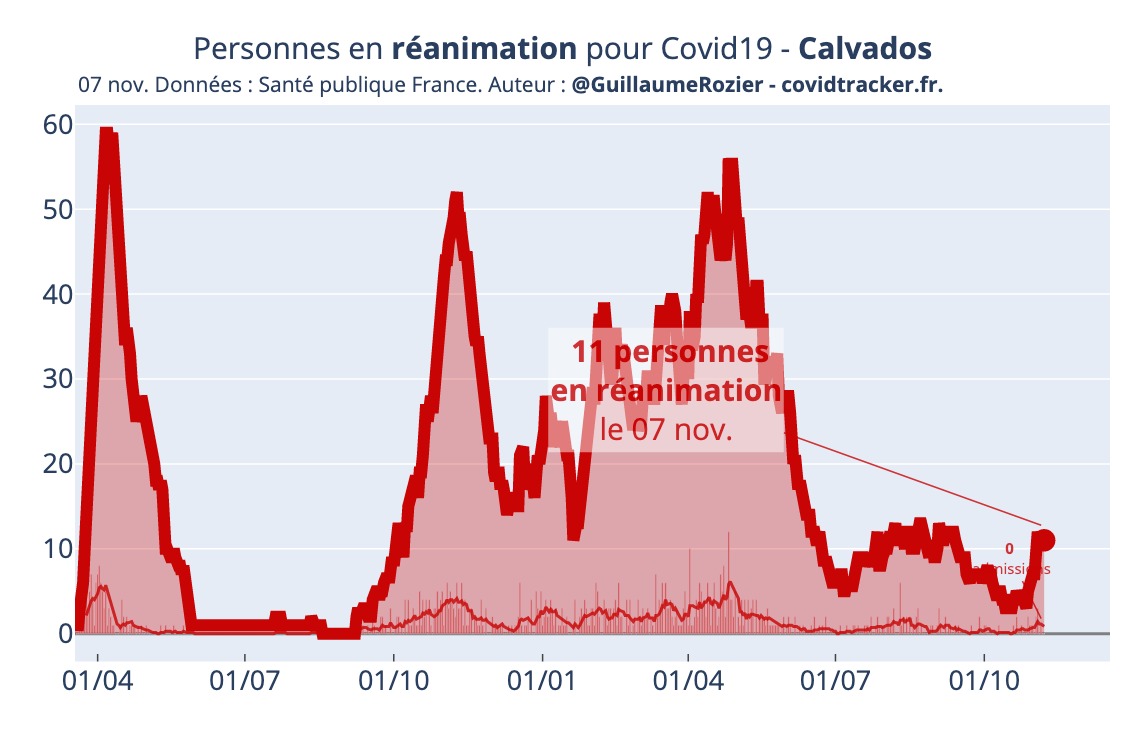 Personnes en réanimation pour Covid19 - Calvados
07 nov. Données : Santé publique France. Auteur : @GuillaumeRozier - covidtracker.fr.
60
50
40
30
20
10
0
11 personnes
en réanimation
le 07 nov.
0
admissions
01/04
01/07
01/10
01/01
01/04
01/07
01/10